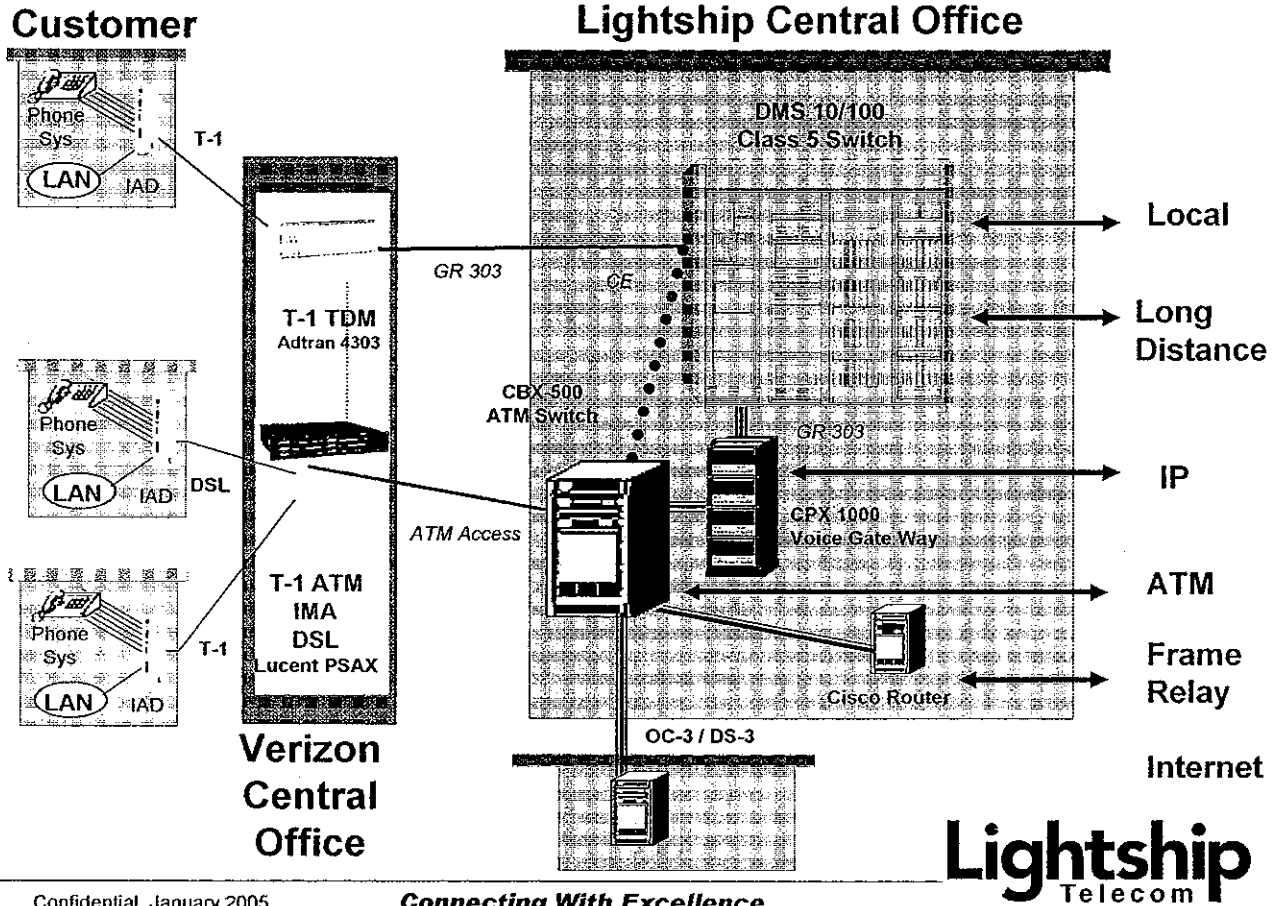 Customer
Lightship Central Office
Phone
Sys
LAN
IAD
T-1
DMS 10/100
Class 5 Switch
Local
GR 303
CE
T-1 TDM
Adtran 4303
Long
Distance
Phone
Sys
LAN
IAD
DSL
CBX 500
ATM Switch
GR 303
IP
ATM Access
CPX 1000
Voice Gate Way
Phone
Sys
LAN
IAD
T-1
T-1 ATM
IMA
DSL
Lucent PSAX
ATM
Frame
Relay
Cisco Router
Verizon
Central
Office
OC-3 / DS-3
Internet
Lightship
Telecom
Confidential January 2005
Connecting With Excellence